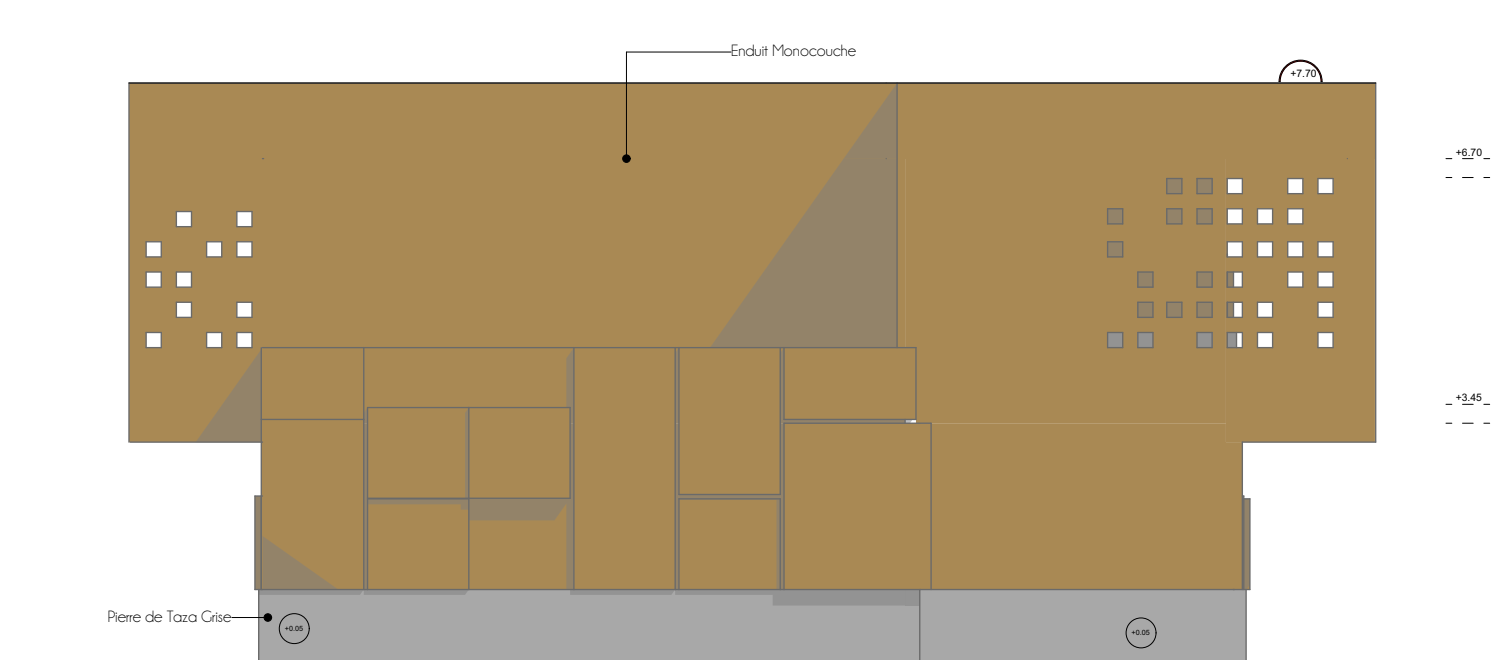 Enduit Monocouche
+7.70
+6.70
+3.45
Pierre de Taza Grise
+0.05
+0.05